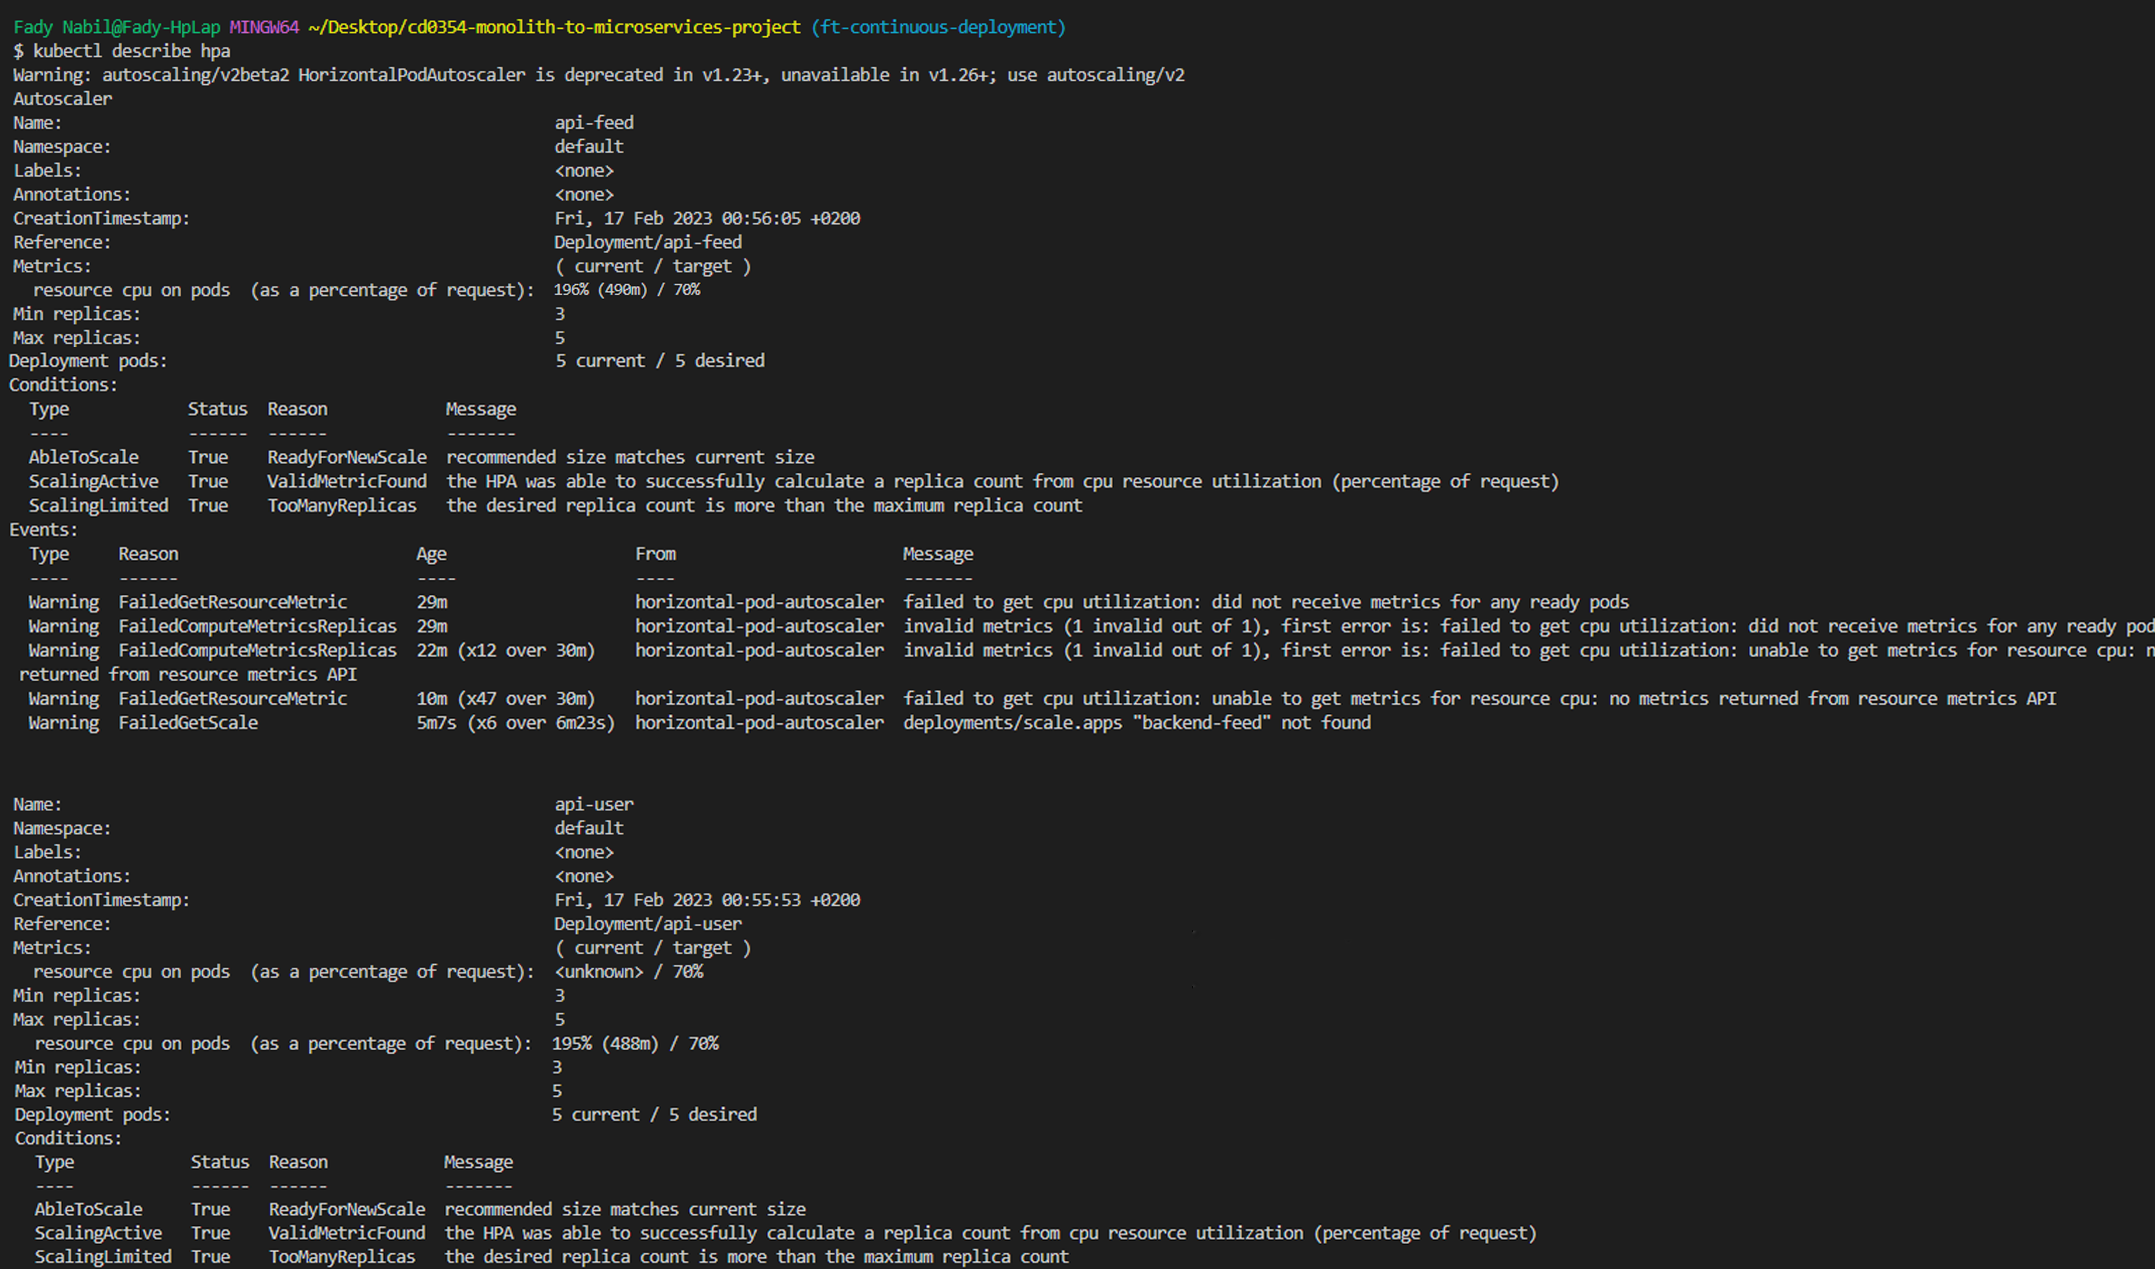 Fady Nabil@Fady-HpLap MINGW64 ~/Desktop/cd0354-monolith-to-microservices-project (ft-continuous-deployment)
$ kubectl describe hpa
Warning: autoscaling/v2beta2 HorizontalPodAutoscaler is deprecated in v1.23+, unavailable in v1.26+; use autoscaling/v2
Autoscaler
Name: api-feed
Namespace: default
Labels: <none>
Annotations: <none>
CreationTimestamp: Fri, 17 Feb 2023 00:56:05 +0200
Reference: Deployment/api-feed
Metrics: ( current / target )
resource cpu on pods (as a percentage of request): 196% (490m) / 70%
Min replicas: 3
Max replicas: 5
Deployment pods: 5 current / 5 desired
Conditions:
Type Status Reason Message
---- ------ ------ -------
AbleToScale True ReadyForNewScale recommended size matches current size
ScalingActive True ValidMetricFound the HPA was able to successfully calculate a replica count from cpu resource utilization (percentage of request)
ScalingLimited True TooManyReplicas the desired replica count is more than the maximum replica count
Events:
Type Reason Age From Message
---- ------ ---- ---- -------
Warning FailedGetResourceMetric 29m horizontal-pod-autoscaler failed to get cpu utilization: did not receive metrics for any ready pods
Warning FailedComputeMetricsReplicas 29m horizontal-pod-autoscaler invalid metrics (1 invalid out of 1), first error is: failed to get cpu utilization: did not receive metrics for any ready pod
Warning FailedComputeMetricsReplicas 22m (x12 over 30m) horizontal-pod-autoscaler invalid metrics (1 invalid out of 1), first error is: failed to get cpu utilization: unable to get metrics for resource cpu: n
returned from resource metrics API
Warning FailedGetResourceMetric 10m (x47 over 30m) horizontal-pod-autoscaler failed to get cpu utilization: unable to get metrics for resource cpu: no metrics returned from resource metrics API
Warning FailedGetScale 5m7s (x6 over 6m23s) horizontal-pod-autoscaler deployments/scale.apps "backend-feed" not found
Name: api-user
Namespace: default
Labels: <none>
Annotations: <none>
CreationTimestamp: Fri, 17 Feb 2023 00:55:53 +0200
Reference: Deployment/api-user
Metrics: ( current / target )
resource cpu on pods (as a percentage of request): <unknown> / 70%
Min replicas: 3
Max replicas: 5
resource cpu on pods (as a percentage of request): 195% (488m) / 70%
Min replicas: 3
Max replicas: 5
Deployment pods: 5 current / 5 desired
Conditions:
Type Status Reason Message
---- ------ ------ -------
AbleToScale True ReadyForNewScale recommended size matches current size
ScalingActive True ValidMetricFound the HPA was able to successfully calculate a replica count from cpu resource utilization (percentage of request)
ScalingLimited True TooManyReplicas the desired replica count is more than the maximum replica count